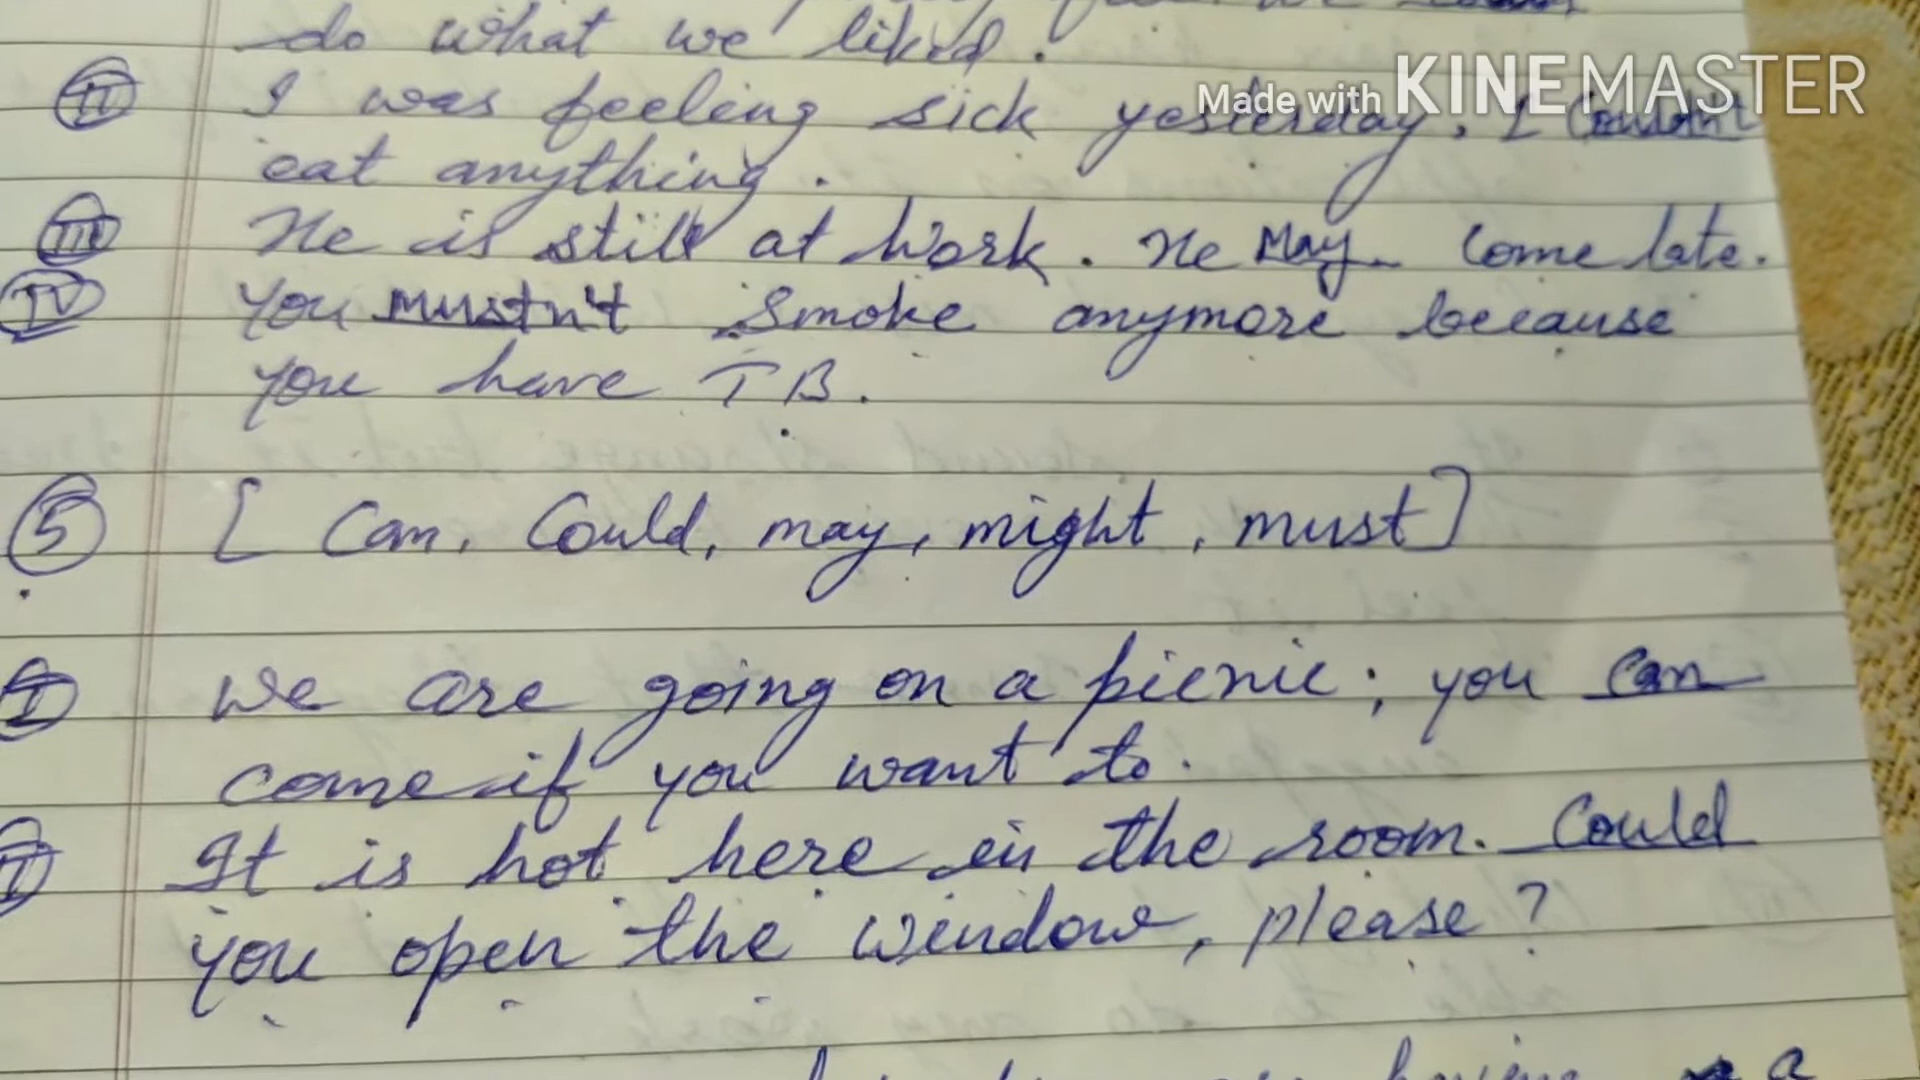 do what we liked.
Made with KINEMASTER
II I was feeling sick yesterday. I Couldn't
eat anything.
III He is still at work. He May come late.
IV You mustn't smoke anymore because
you have TB.
5 [ Can, Could, may, might, must]
I We are going on a picnic; you can
come if you want to.
II It is hot here in the room. Could
you open the window, please?
having a